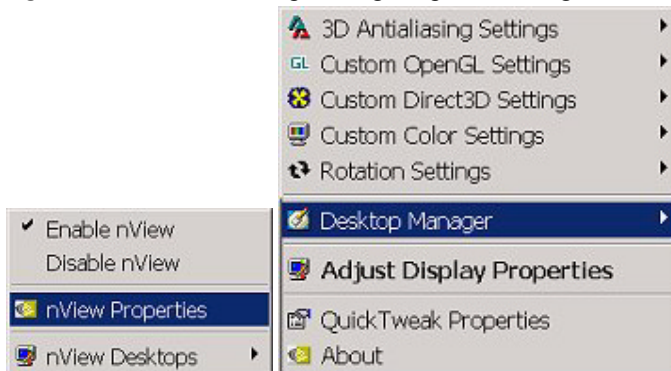 3D Antialiasing Settings
GL Custom OpenGL Settings
Custom Direct3D Settings
Custom Color Settings
Rotation Settings
Desktop Manager
Adjust Display Properties
QuickTweak Properties
About
Enable nView
Disable nView
nView Properties
nView Desktops